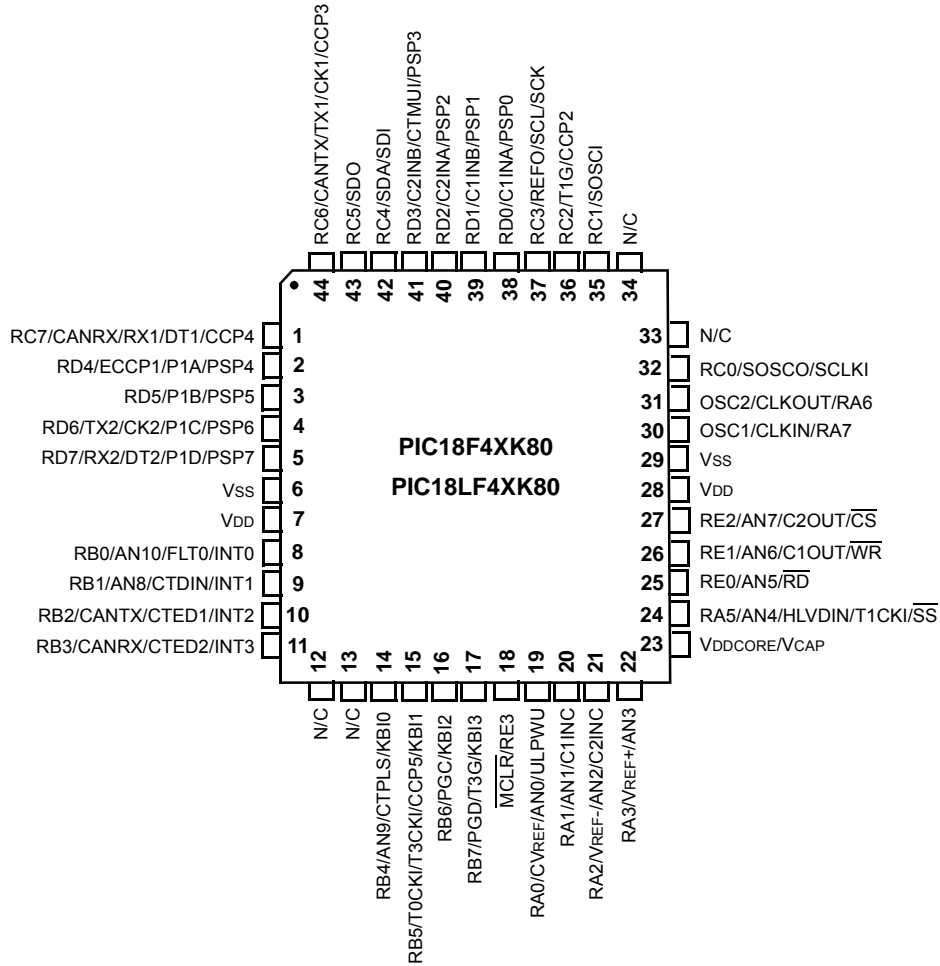 RC6/CANTX/TX1/CK1/CCP3
RC5/SDO
RC4/SDA/SDI
RD3/C2INB/CTMUI/PSP3
RD2/C2INA/PSP2
RD1/C1INB/PSP1
RD0/C1INA/PSP0
RC3/REFO/SCL/SCK
RC2/T1G/CCP2
RC1/SOSCI
N/C
44
43
42
41
40
39
38
37
36
35
34
RC7/CANRX/RX1/DT1/CCP4 1
RD4/ECCP1/P1A/PSP4 2
RD5/P1B/PSP5 3
RD6/TX2/CK2/P1C/PSP6 4
RD7/RX2/DT2/P1D/PSP7 5
VSS 6
VDD 7
RB0/AN10/FLT0/INT0 8
RB1/AN8/CTDIN/INT1 9
RB2/CANTX/CTED1/INT2 10
RB3/CANRX/CTED2/INT3 11
PIC18F4XK80
PIC18LF4XK80
33 N/C
32 RC0/SOSCO/SCLKI
31 OSC2/CLKOUT/RA6
30 OSC1/CLKIN/RA7
29 VSS
28 VDD
27 RE2/AN7/C2OUT/CS
26 RE1/AN6/C1OUT/WR
25 RE0/AN5/RD
24 RA5/AN4/HLVDIN/T1CKI/SS
23 VDDCORE/VCAP
12
13
14
15
16
17
18
19
20
21
22
N/C
N/C
RB4/AN9/CTPLS/KBI0
RB5/T0CKI/T3CKI/CCP5/KBI1
RB6/PGC/KBI2
RB7/PGD/T3G/KBI3
MCLR/RE3
RA0/CVREF/AN0/ULPWU
RA1/AN1/C1INC
RA2/VREF-/AN2/C2INC
RA3/VREF+/AN3